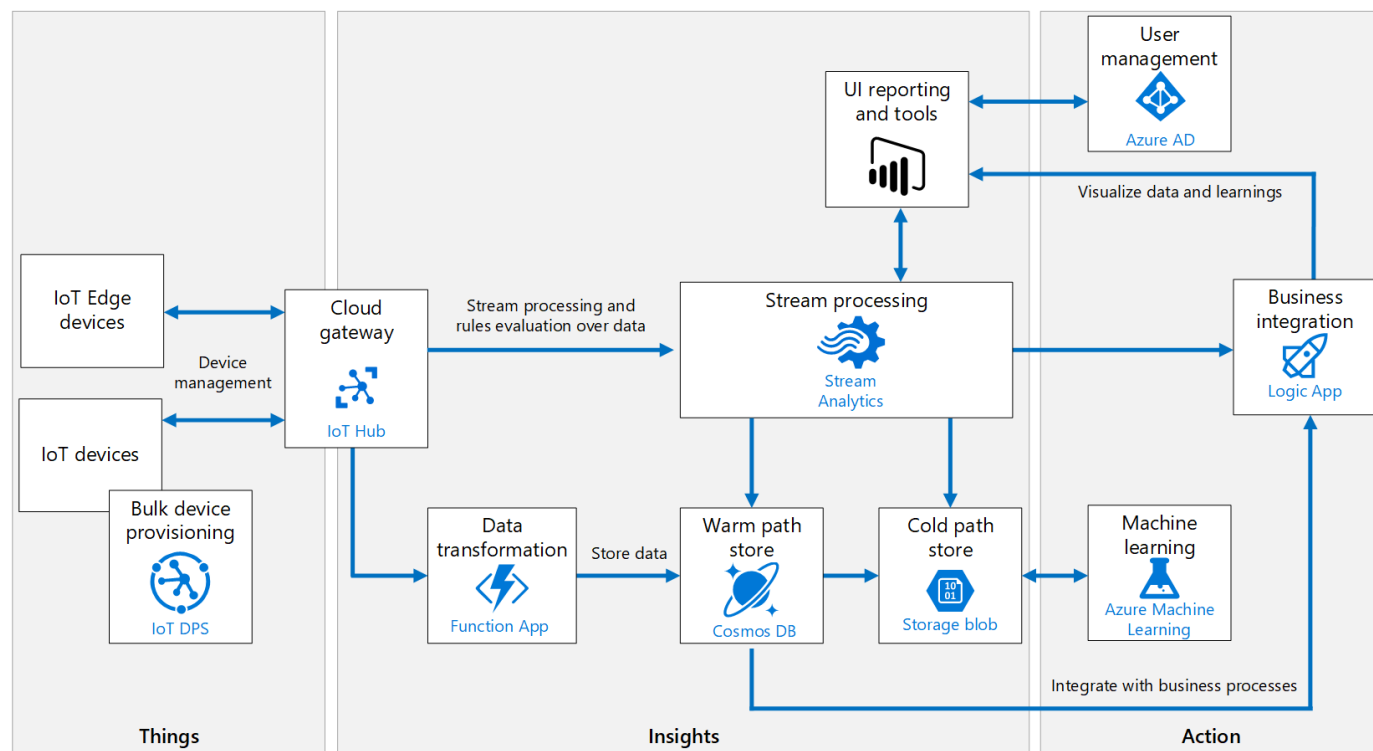 User
management
Azure AD
UI reporting
and tools
Visualize data and learnings
IoT Edge
devices
Device
management
IoT devices
Bulk device
provisioning
IoT DPS
Cloud
gateway
IoT Hub
Stream processing and
rules evaluation over data
Stream processing
Stream
Analytics
Business
integration
Logic App
Data
transformation
Function App
Store data
Warm path
store
Cosmos DB
Cold path
store
10
01
Storage blob
Machine
learning
Azure Machine
Learning
Integrate with business processes
Things
Insights
Action